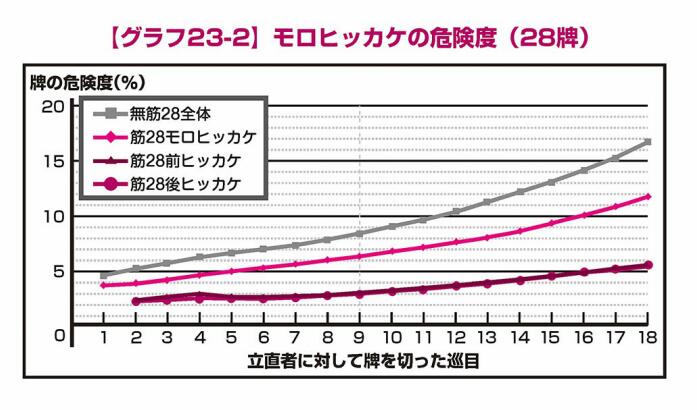 【グラフ23-2】モロヒッカケの危険度（28牌）
牌の危険度(%)
20
15
10
5
0
無筋28全体
筋28モロヒッカケ
筋28前ヒッカケ
筋28後ヒッカケ
1 2 3 4 5 6 7 8 9 10 11 12 13 14 15 16 17 18
立直者に対して牌を切った巡目